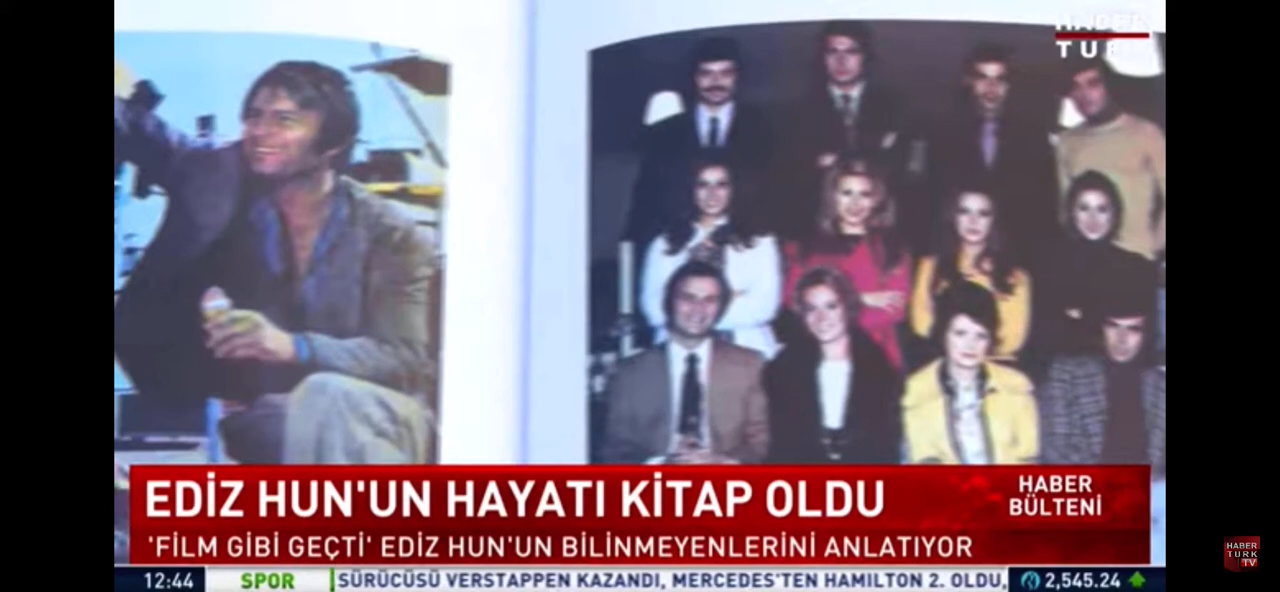 HABER
TURK
EDİZ HUN'UN HAYATI KİTAP OLDU
HABER
BÜLTENİ
'FİLM GİBİ GEÇTİ' EDİZ HUN'UN BİLİNMEYENLERİNİ ANLATIYOR
12:44 SPOR SÜRÜCÜSÜ VERSTAPPEN KAZANDI, MERCEDES'TEN HAMILTON 2. OLDU, 2,545.24
HABER
TURK
TV